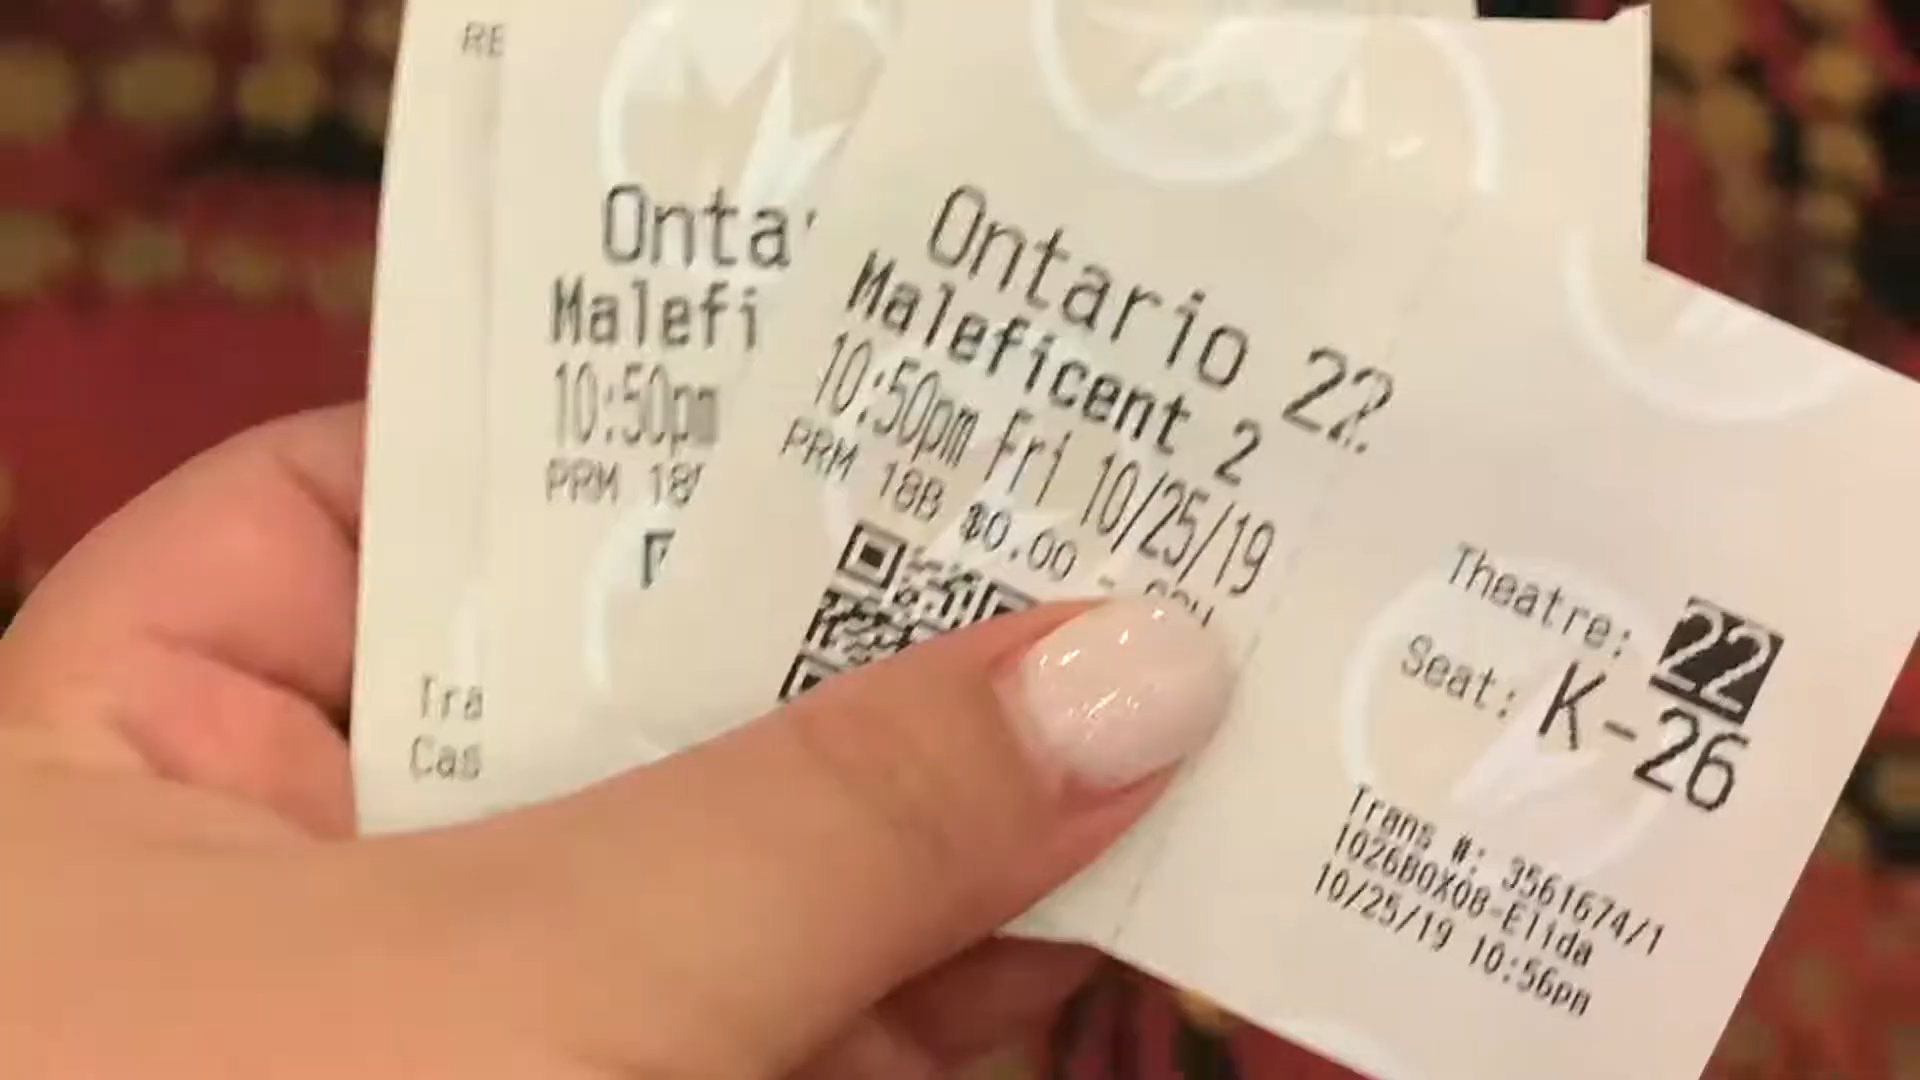 RE
Onta
Malefi
10:50pm
PRM 18
Tra
Cas
Ontario 22
Maleficent 2
10:50pm Fri 10/25/19
PRM 18B $0.00 -
Theatre: 22
Seat: K-26
Trans #: 3561674/1
1026BOX08-Elida
10/25/19 10:56pm